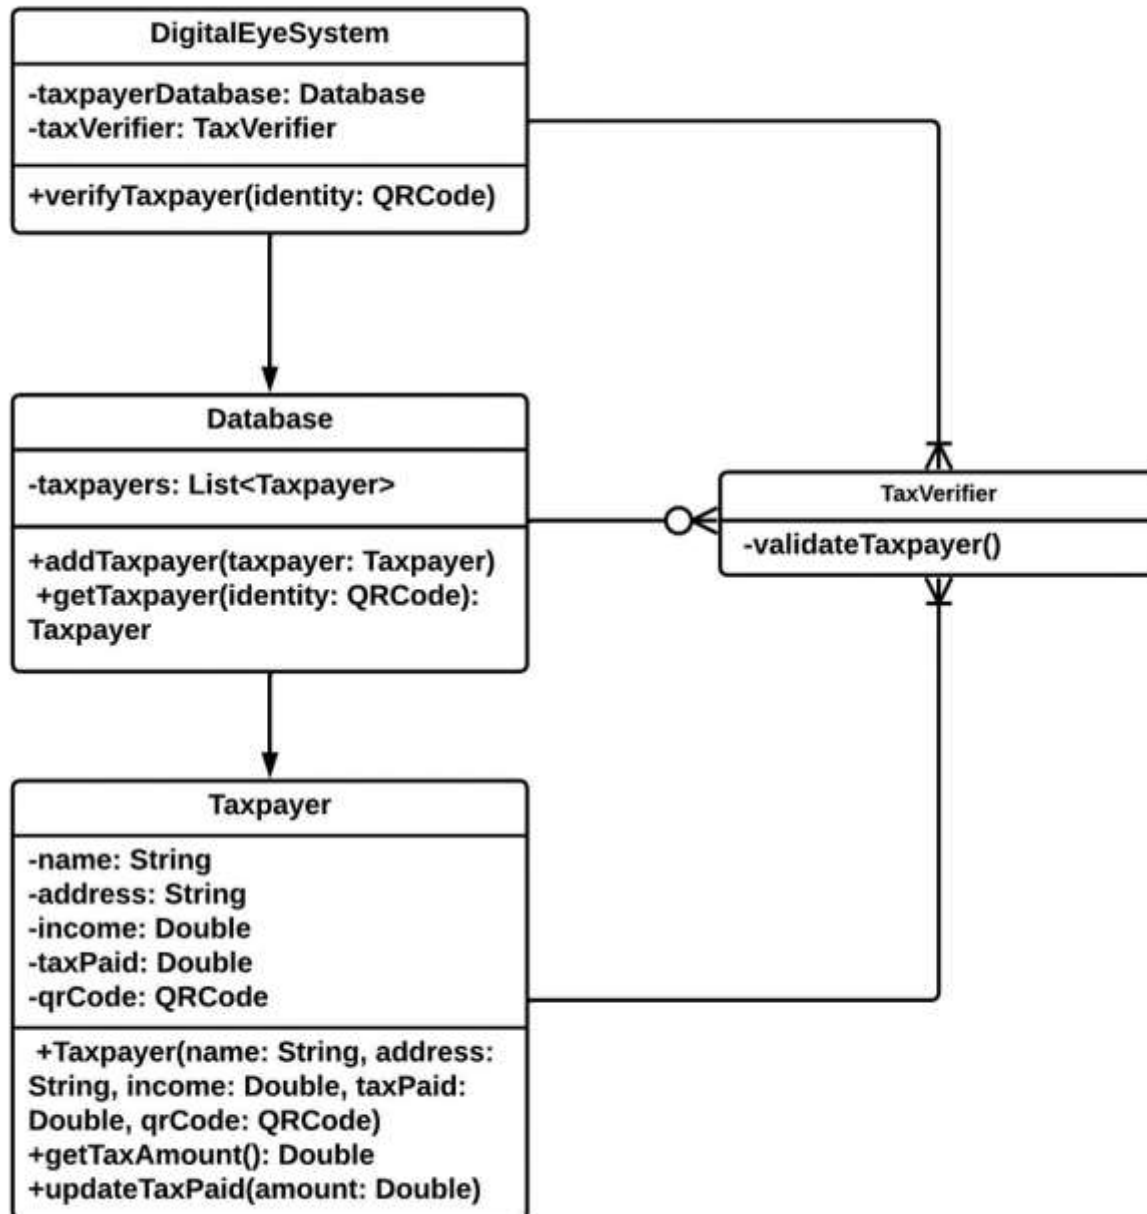 DigitalEyeSystem
-taxpayerDatabase: Database
-taxVerifier: TaxVerifier
+verifyTaxpayer(identity: QRCode)
Database
-taxpayers: List<Taxpayer>
+addTaxpayer(taxpayer: Taxpayer)
+getTaxpayer(identity: QRCode):
Taxpayer
TaxVerifier
-validateTaxpayer()
Taxpayer
-name: String
-address: String
-income: Double
-taxPaid: Double
-qrCode: QRCode
+Taxpayer(name: String, address:
String, income: Double, taxPaid:
Double, qrCode: QRCode)
+getTaxAmount(): Double
+updateTaxPaid(amount: Double)